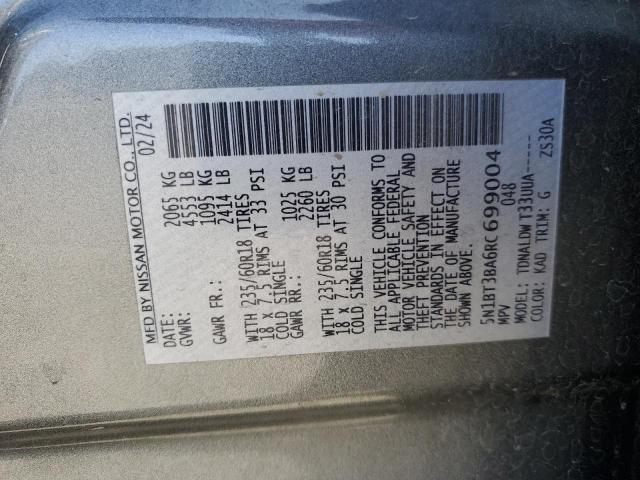 MFD BY NISSAN MOTOR CO., LTD.
DATE: 02/24
GVWR: 2065 KG
4553 LB
GAWR FR.: 1095 KG
2414 LB
WITH 235/60R18 TIRES
18 X 7.5 RIMS AT 33 PSI
COLD SINGLE
GAWR RR.: 1025 KG
2260 LB
WITH 235/60R18 TIRES
18 X 7.5 RIMS AT 30 PSI
COLD SINGLE
THIS VEHICLE CONFORMS TO
ALL APPLICABLE FEDERAL
MOTOR VEHICLE SAFETY AND
THEFT PREVENTION
STANDARDS IN EFFECT ON
THE DATE OF MANUFACTURE
SHOWN ABOVE.
5N1BT3BA6RC699004
MPV 048
MODEL: TDNALDW T33UUA-----
COLOR: KAD TRIM: G ZS30A